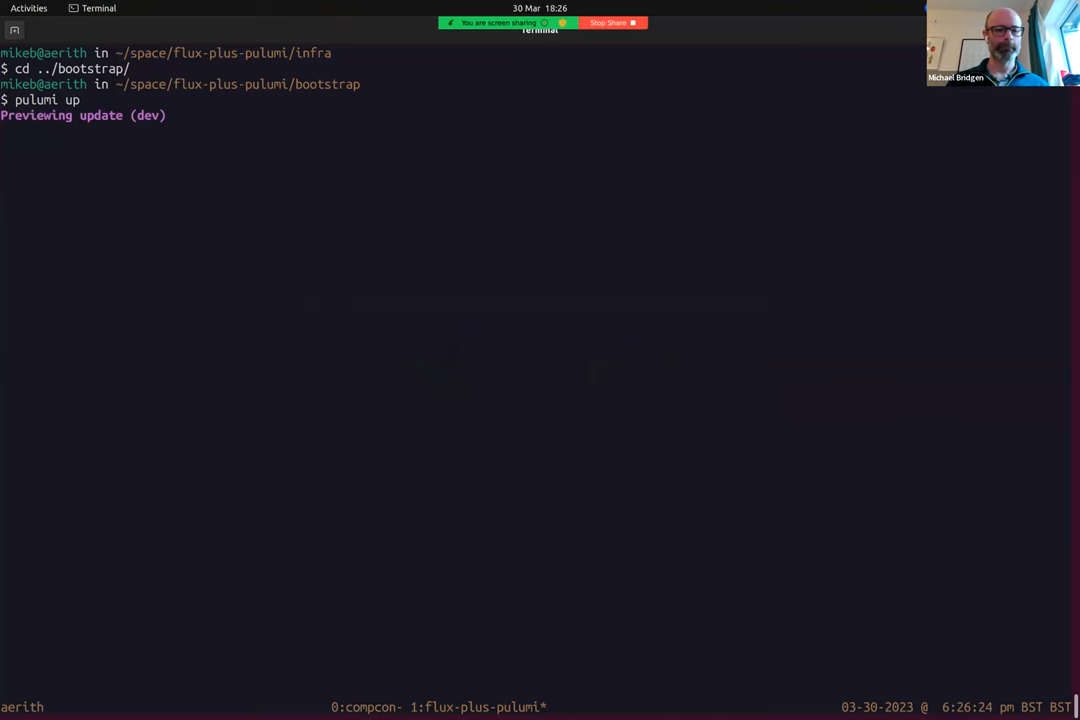 Activities Terminal 30 Mar 18:26
You are screen sharing Stop Share
Terminal
mikeb@aerith in ~/space/flux-plus-pulumi/infra
$ cd ../bootstrap/
mikeb@aerith in ~/space/flux-plus-pulumi/bootstrap
$ pulumi up
Previewing update (dev)
Michael Bridgen
aerith 0:compcon- 1:flux-plus-pulumi* 03-30-2023 @ 6:26:24 pm BST BST